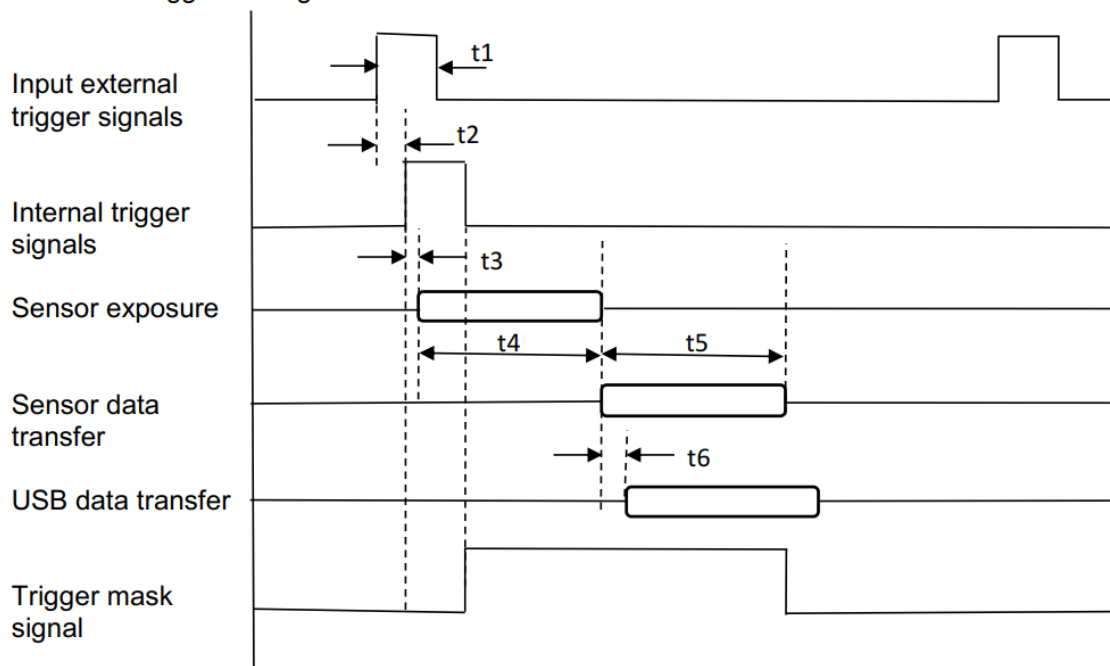 t1
Input external
trigger signals
t2
Internal trigger
signals
t3
Sensor exposure
t4
t5
Sensor data
transfer
t6
USB data transfer
Trigger mask
signal